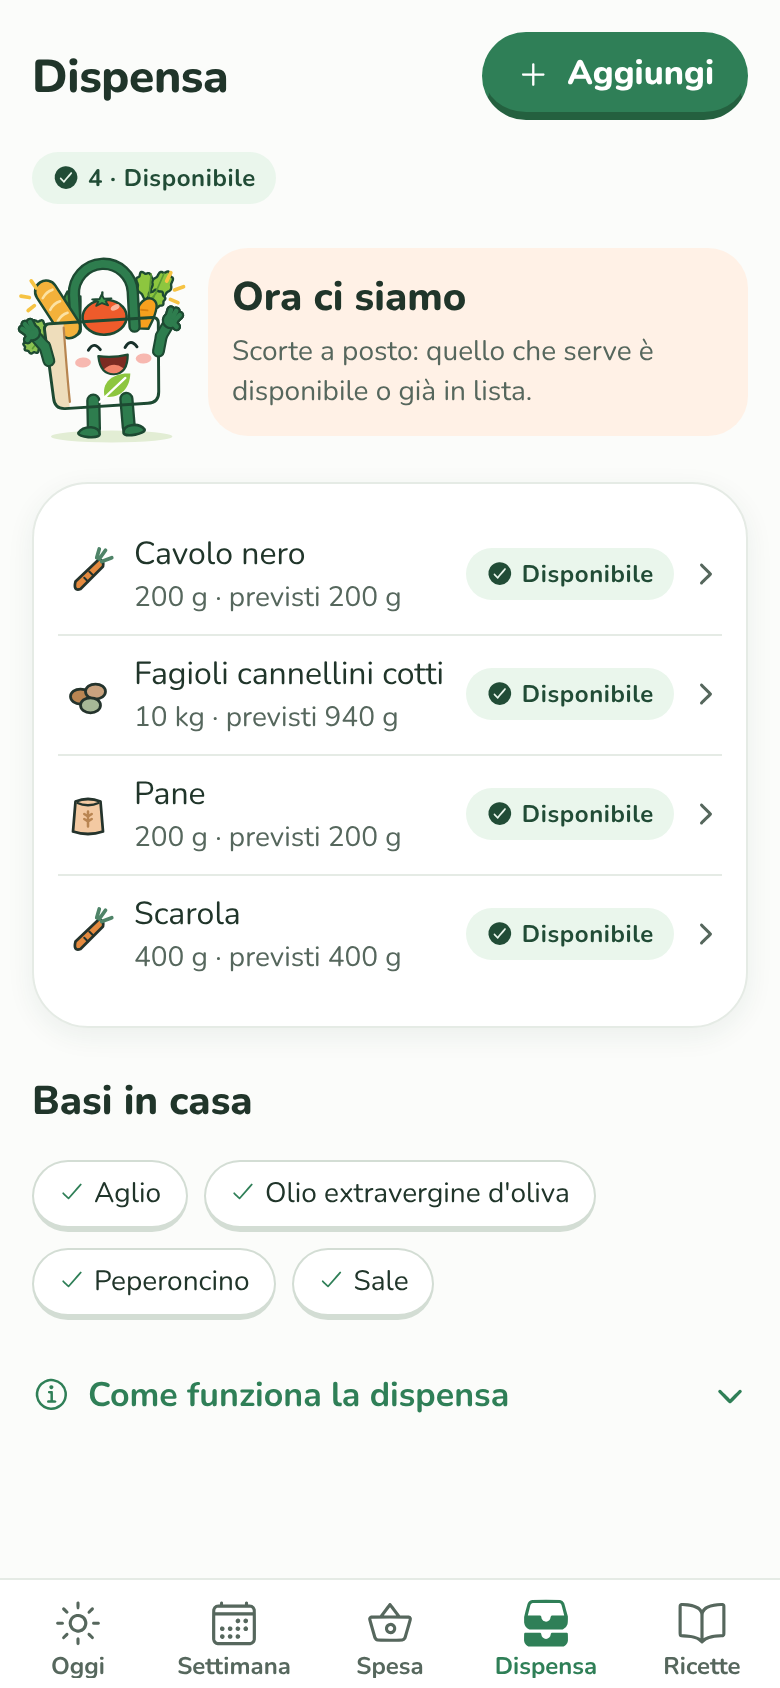 Dispensa
Aggiungi
4 · Disponibile
Ora ci siamo
Scorte a posto: quello che serve è
disponibile o già in lista.
Cavolo nero
200 g · previsti 200 g
Disponibile
Fagioli cannellini cotti
10 kg · previsti 940 g
Disponibile
Pane
200 g · previsti 200 g
Disponibile
Scarola
400 g · previsti 400 g
Disponibile
Basi in casa
Aglio
Olio extravergine d'oliva
Peperoncino
Sale
Come funziona la dispensa
Oggi
Settimana
Spesa
Dispensa
Ricette